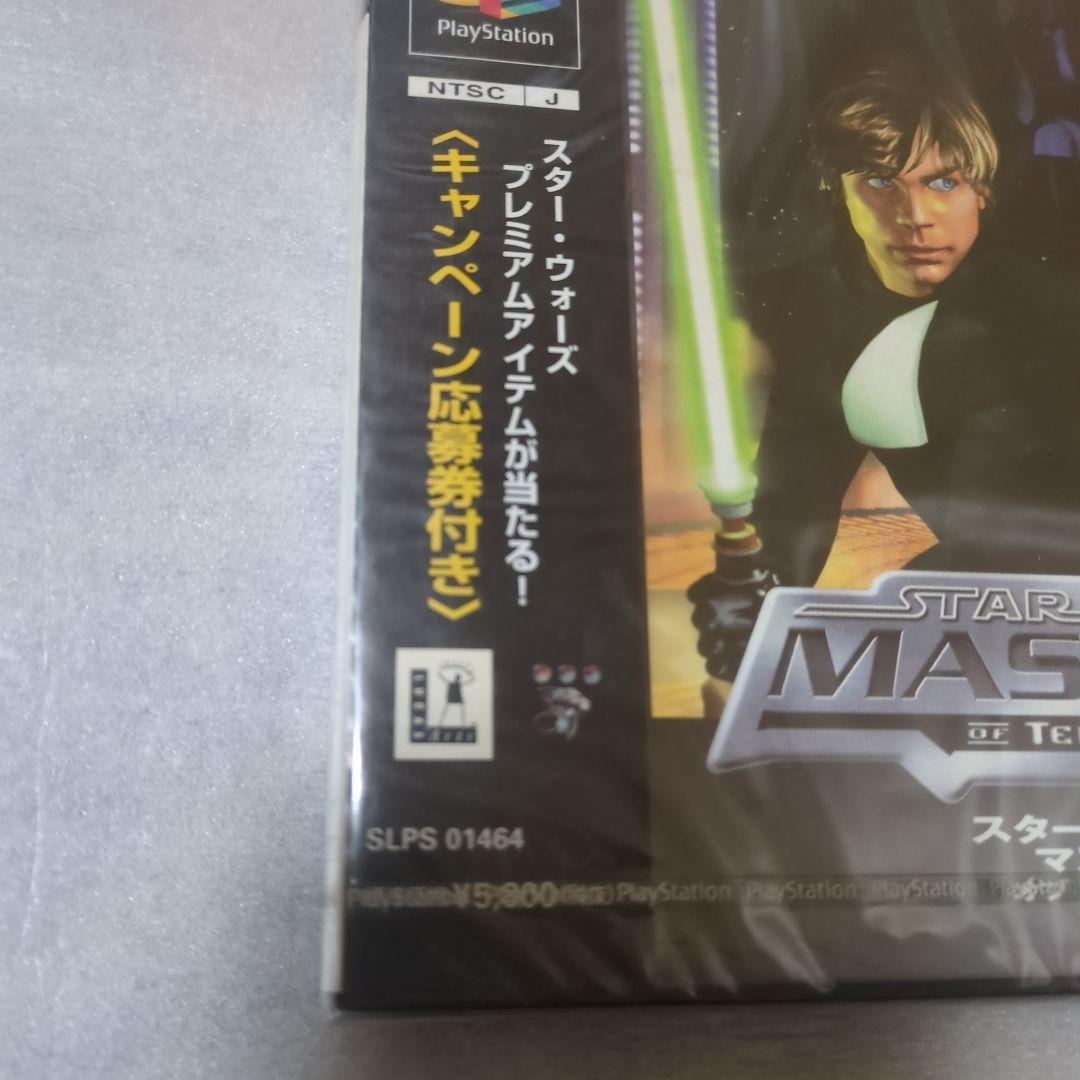 PlayStation
NTSC J
スター・ウォーズ
プレミアムアイテムが当たる!
〈キャンペーン応募券付き〉
LUCAS
ARTS
STAR
MAS
OF TE
スター
マ
SLPS 01464
¥5,800
PlayStation PlayStation PlayStation